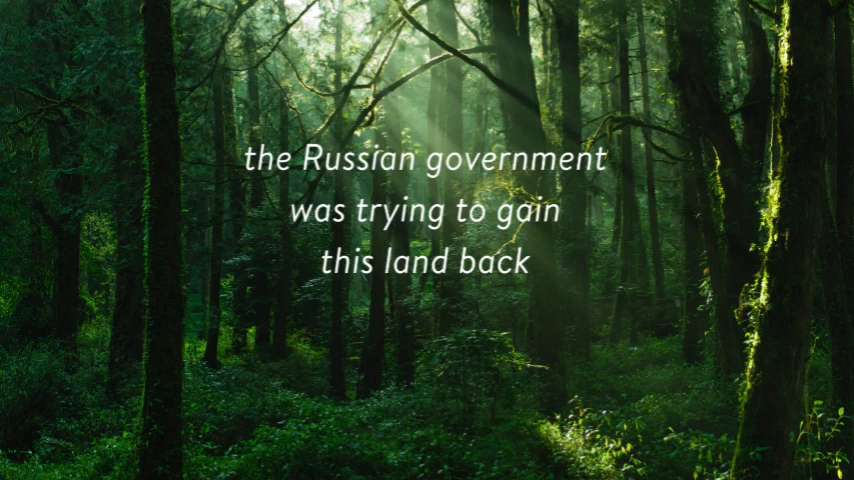 the Russian government
was trying to gain
this land back